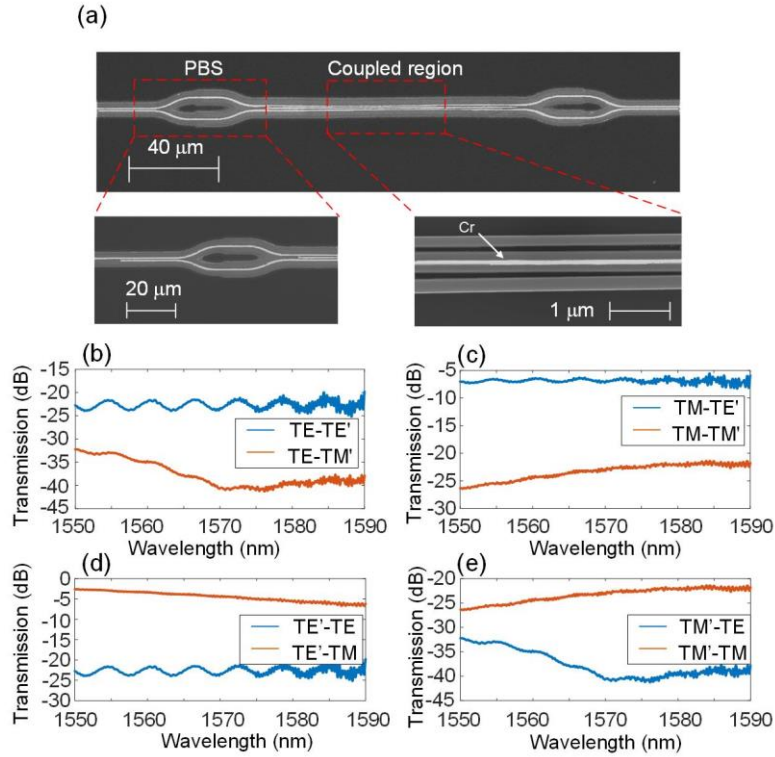 (a)
PBS
Coupled region
40 μm
Cr
20 μm
1 μm
(b)
-15
-20
-25
-30
-35
-40
-45
Transmission (dB)
TE-TE'
TE-TM'
1550 1560 1570 1580 1590
Wavelength (nm)
(c)
-5
-10
-15
-20
-25
-30
Transmission (dB)
TM-TE'
TM-TM'
1550 1560 1570 1580 1590
Wavelength (nm)
(d)
0
-5
-10
-15
-20
-25
-30
Transmission (dB)
TE'-TE
TE'-TM
1550 1560 1570 1580 1590
Wavelength (nm)
(e)
-20
-25
-30
-35
-40
-45
Transmission (dB)
TM'-TE
TM'-TM
1550 1560 1570 1580 1590
Wavelength (nm)